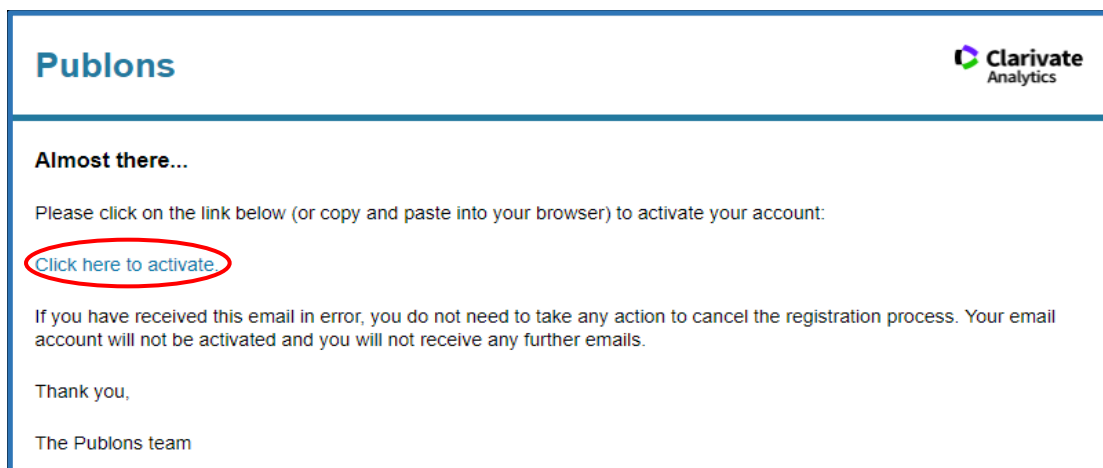 Publons
Clarivate
Analytics
Almost there...
Please click on the link below (or copy and paste into your browser) to activate your account:
Click here to activate.
If you have received this email in error, you do not need to take any action to cancel the registration process. Your email
account will not be activated and you will not receive any further emails.
Thank you,
The Publons team